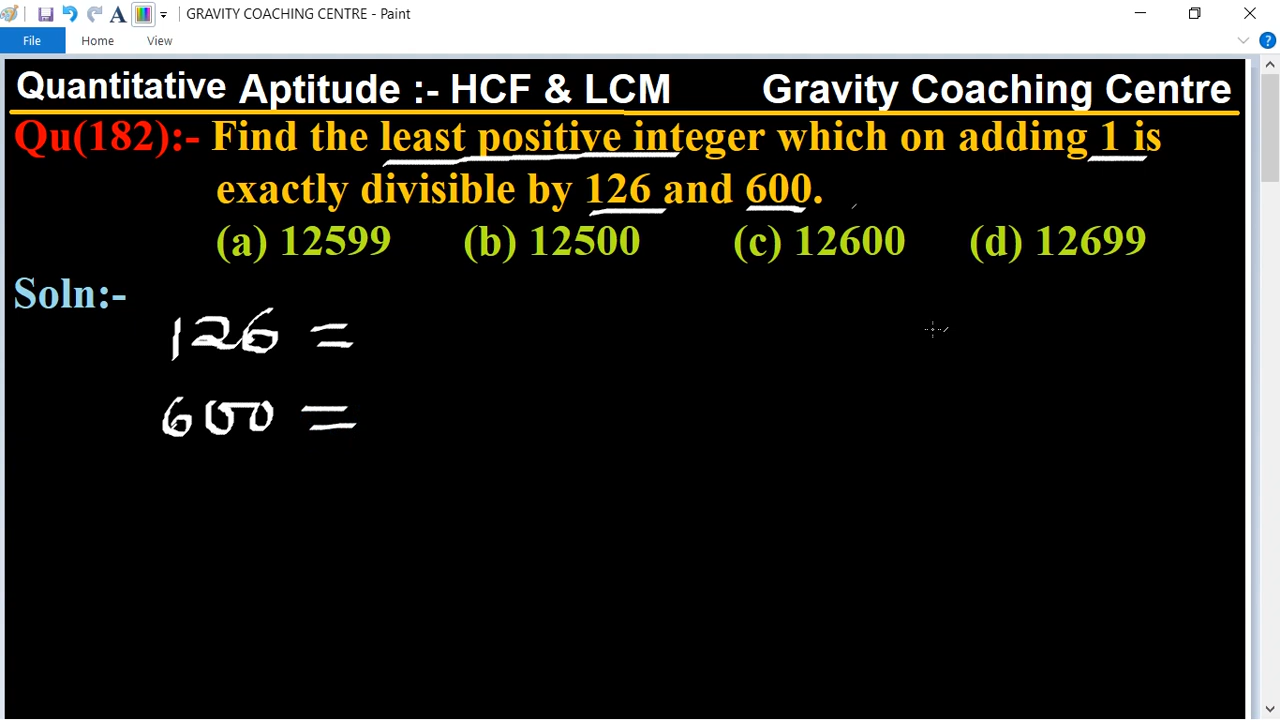 GRAVITY COACHING CENTRE - Paint
File Home View
Quantitative Aptitude :- HCF & LCM Gravity Coaching Centre
Qu(182):- Find the least positive integer which on adding 1 is
exactly divisible by 126 and 600.
(a) 12599 (b) 12500 (c) 12600 (d) 12699
Soln:-
126 =
600 =